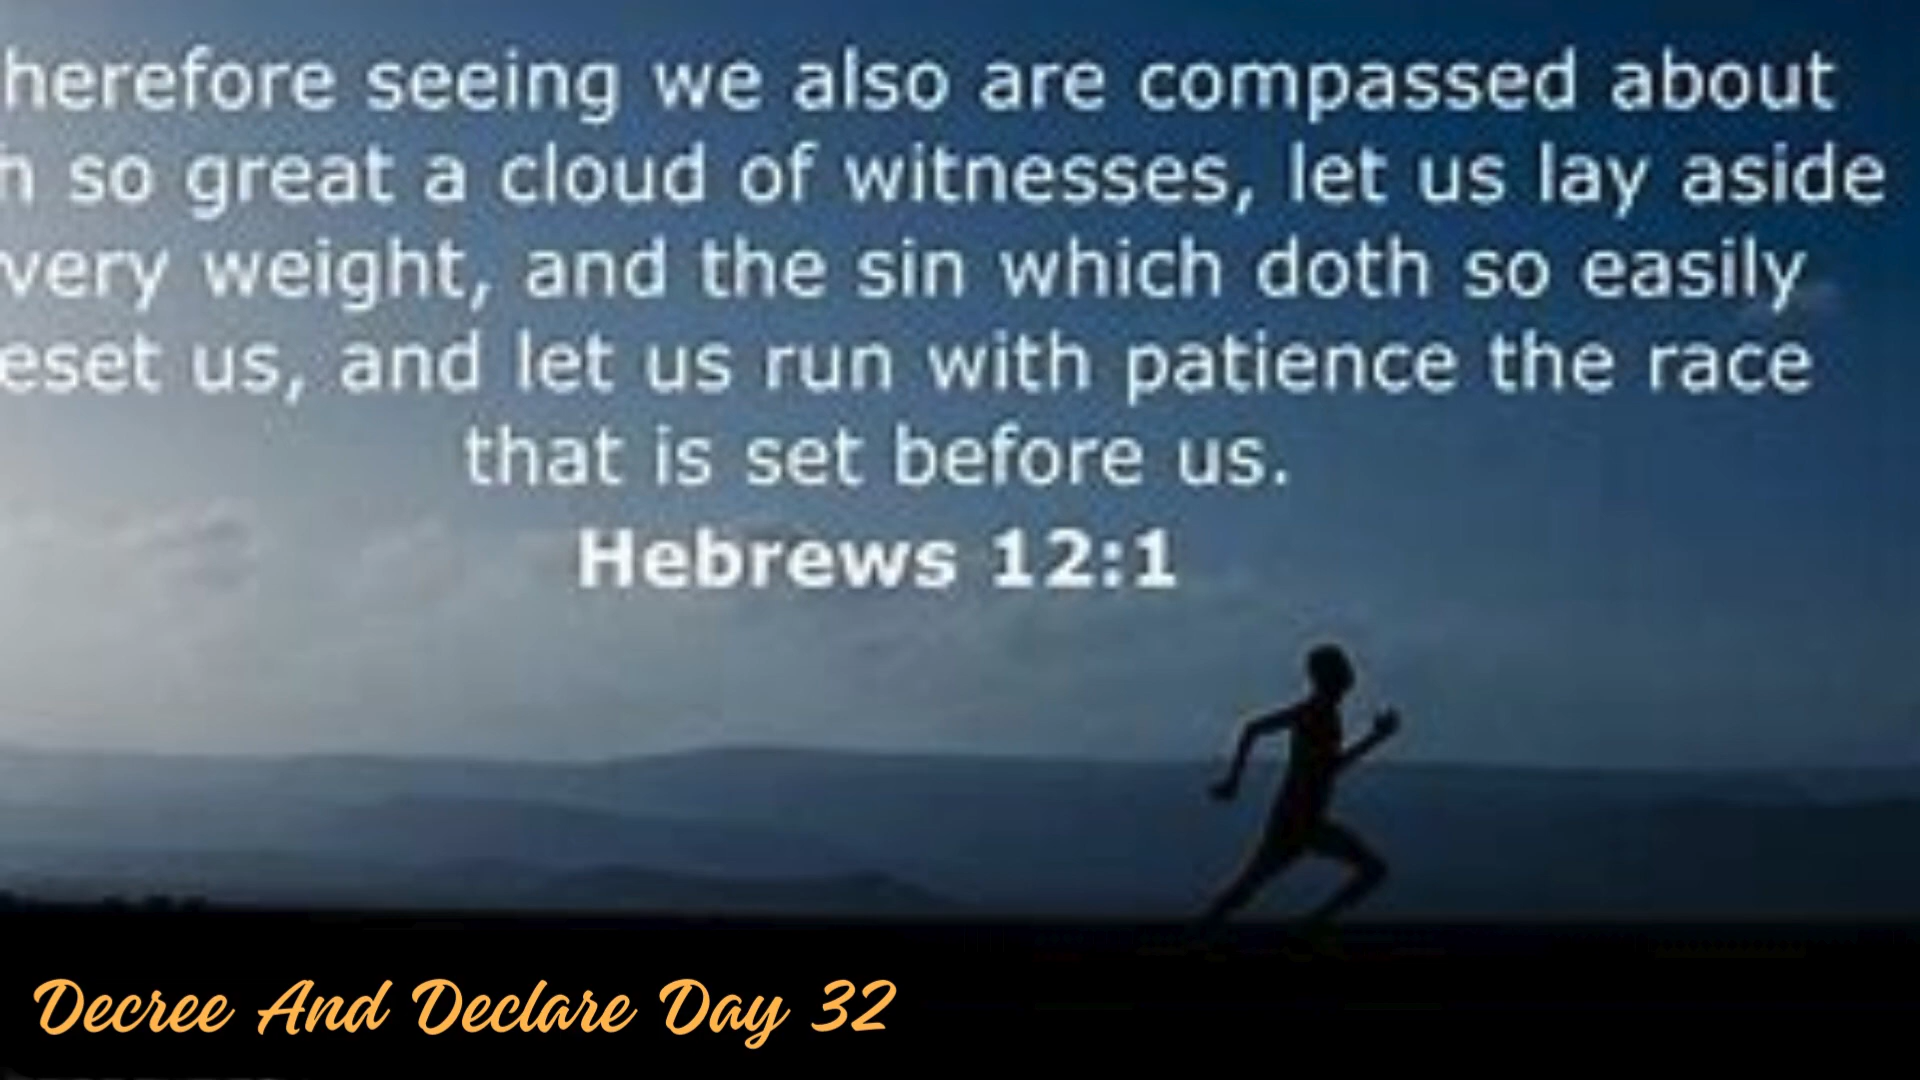 herefore seeing we also are compassed about
h so great a cloud of witnesses, let us lay aside
very weight, and the sin which doth so easily
eset us, and let us run with patience the race
that is set before us.
Hebrews 12:1
Decree And Declare Day 32